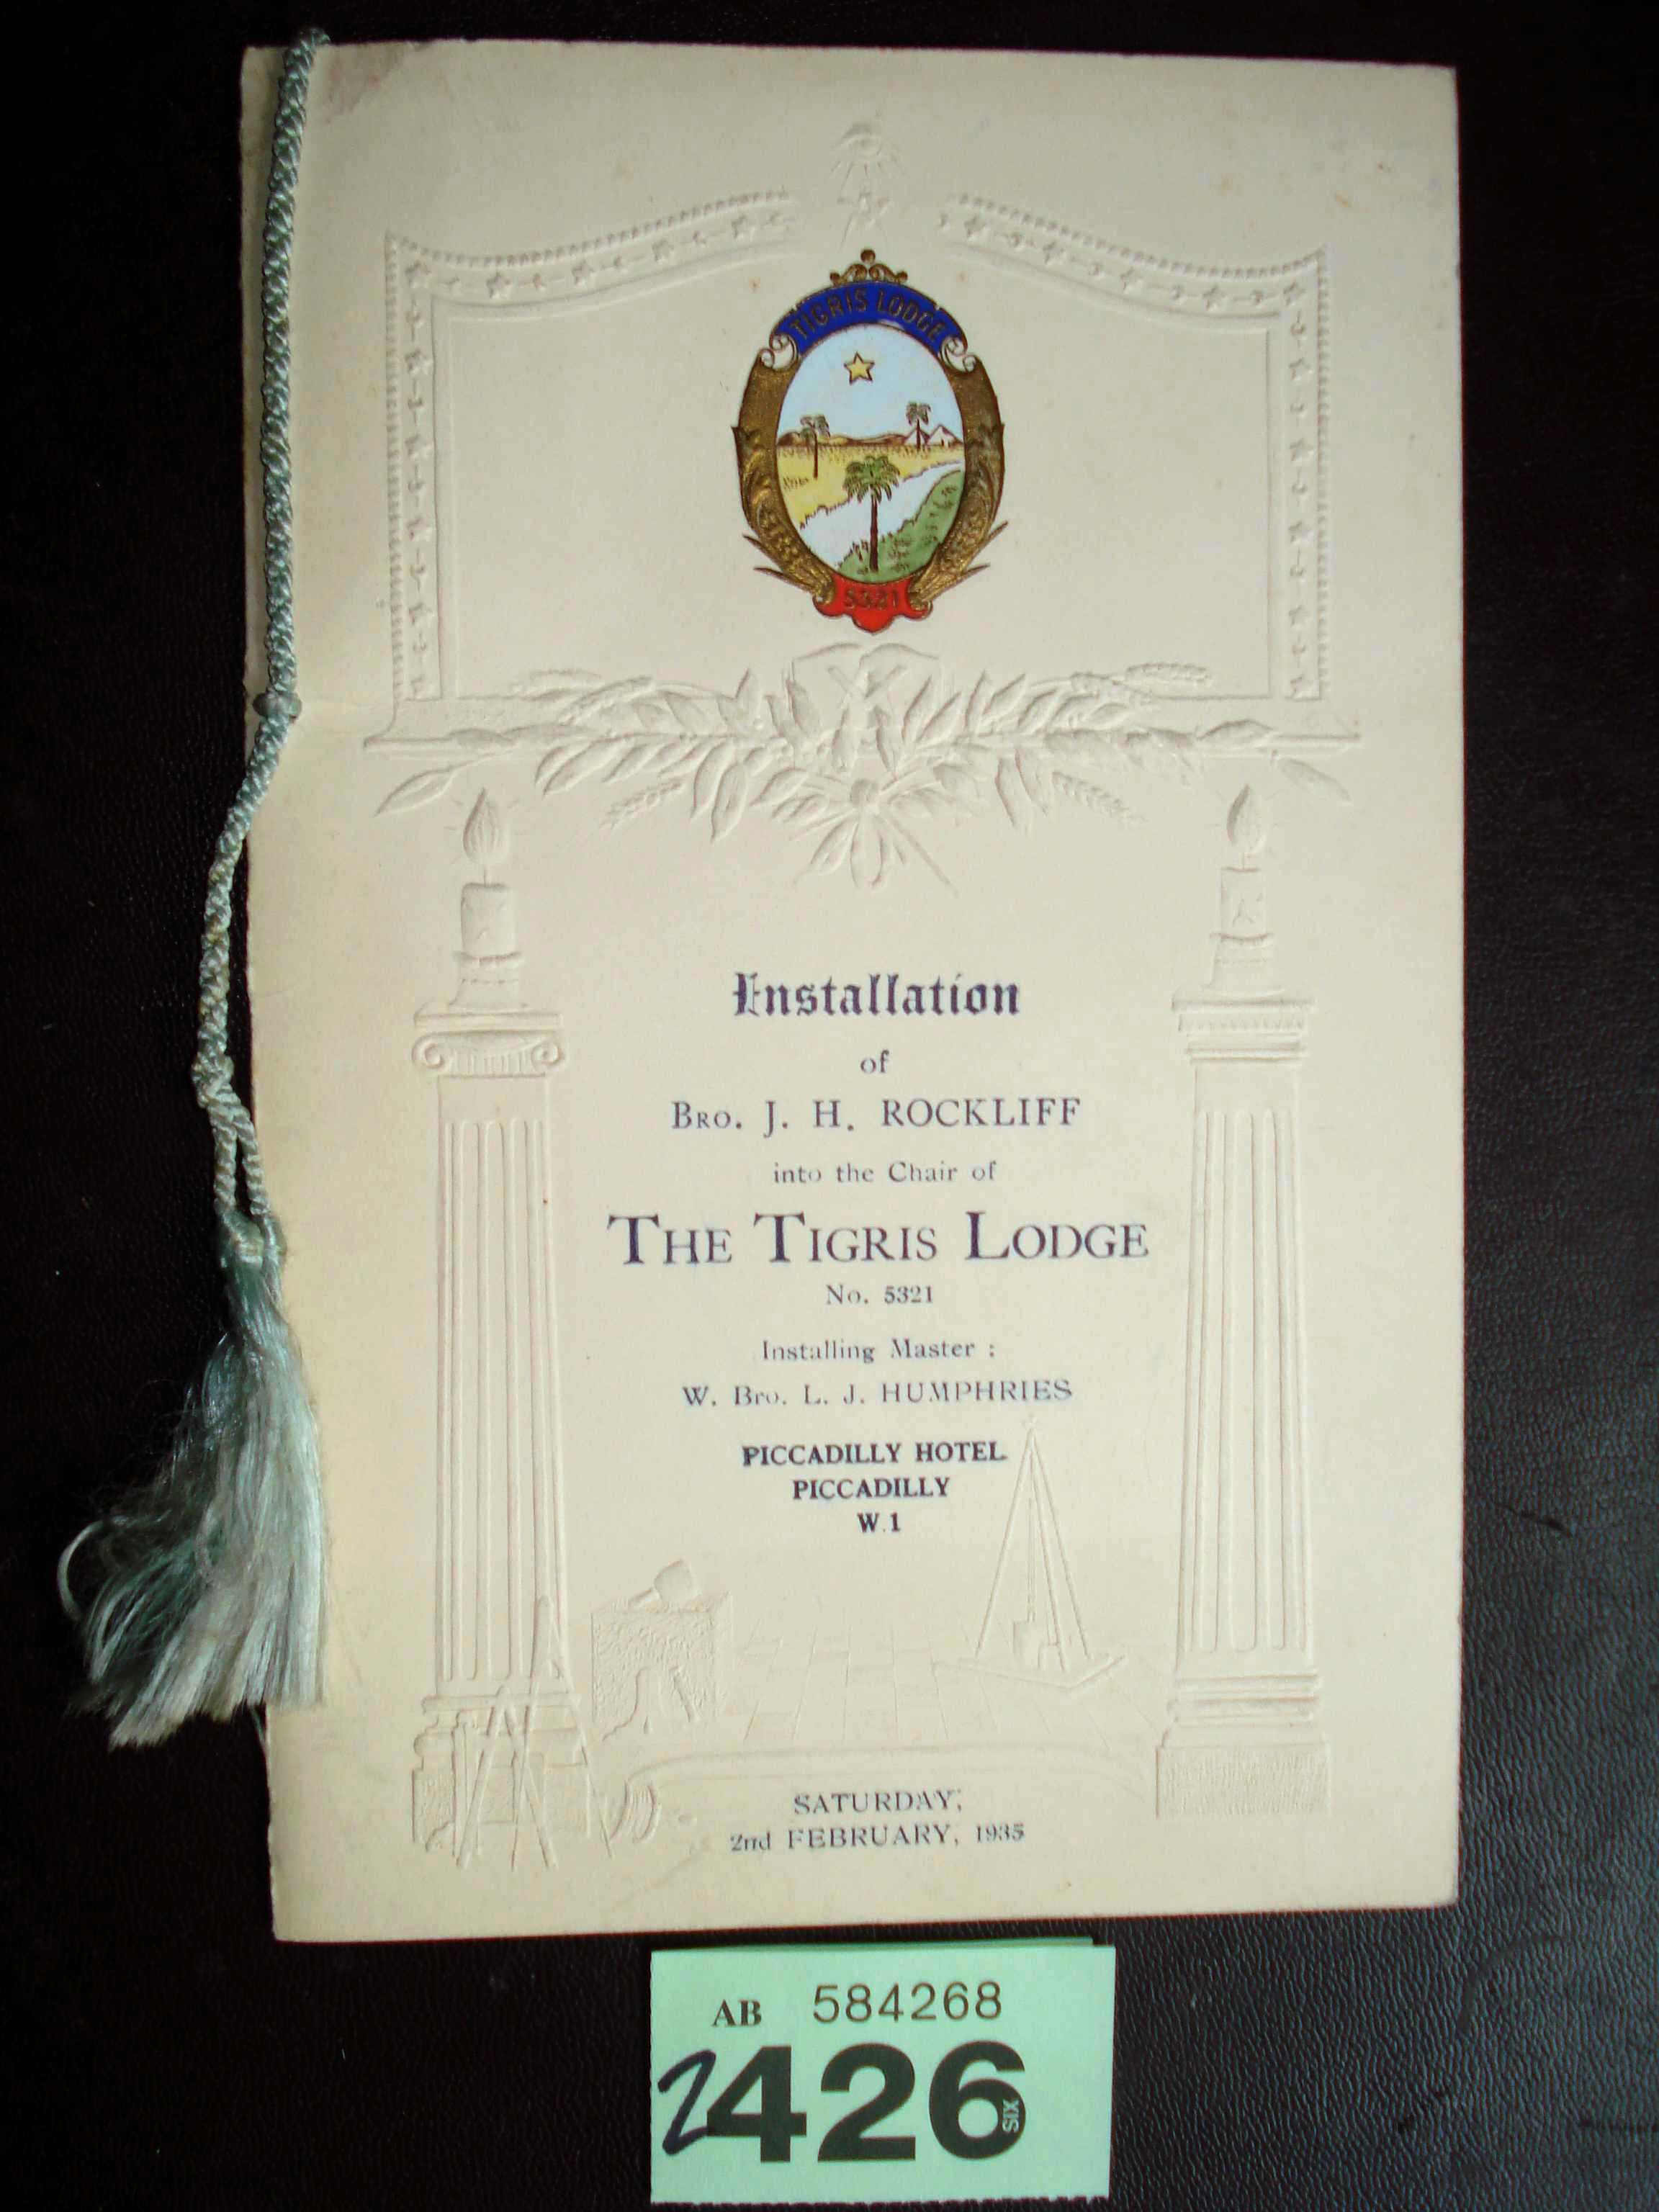 TIGRIS LODGE
5321
Installation
of
BRO. J. H. ROCKLIFF
into the Chair of
THE TIGRIS LODGE
No. 5321
Installing Master :
W. Bro. L. J. HUMPHRIES
PICCADILLY HOTEL
PICCADILLY
W.1
SATURDAY,
2nd FEBRUARY, 1935
AB 584268
2426
SIX